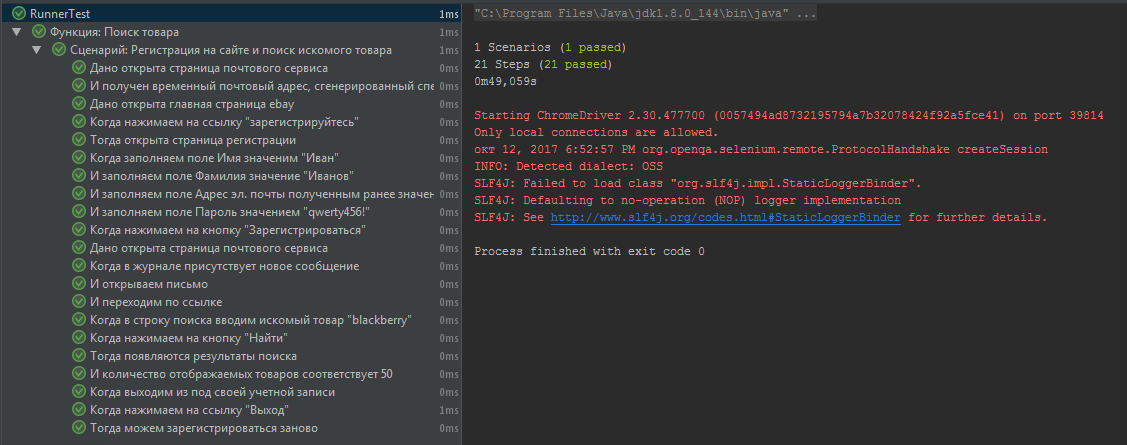 RunnerTest 1ms
Функция: Поиск товара 1ms
Сценарий: Регистрация на сайте и поиск искомого товара 1ms
Дано открыта страница почтового сервиса 0ms
И получен временный почтовый адрес, сгенерированный спе 0ms
Дано открыта главная страница ebay 0ms
Когда нажимаем на ссылку "зарегистрируйтесь" 0ms
Тогда открыта страница регистрации 0ms
Когда заполняем поле Имя значеним "Иван" 0ms
И заполняем поле Фамилия значение "Иванов" 0ms
И заполняем поле Адрес эл. почты полученным ранее значен 0ms
И заполняем поле Пароль значением "qwerty456!" 0ms
Когда нажимаем на кнопку "Зарегистрироваться" 0ms
Дано открыта страница почтового сервиса 0ms
Когда в журнале присутствует новое сообщение 0ms
И открываем письмо 0ms
И переходим по ссылке 0ms
Когда в строку поиска вводим искомый товар "blackberry" 0ms
Когда нажимаем на кнопку "Найти" 0ms
Тогда появляются результаты поиска 0ms
И количество отображаемых товаров соответствует 50 0ms
Когда выходим из под своей учетной записи 0ms
Когда нажимаем на ссылку "Выход" 1ms
Тогда можем зарегистрироваться заново 0ms
"C:\Program Files\Java\jdk1.8.0_144\bin\java" ...
1 Scenarios (1 passed)
21 Steps (21 passed)
0m49,059s
Starting ChromeDriver 2.30.477700 (0057494ad8732195794a7b32078424f92a5fce41) on port 39814
Only local connections are allowed.
окт 12, 2017 6:52:57 PM org.openqa.selenium.remote.ProtocolHandshake createSession
INFO: Detected dialect: OSS
SLF4J: Failed to load class "org.slf4j.impl.StaticLoggerBinder".
SLF4J: Defaulting to no-operation (NOP) logger implementation
SLF4J: See http://www.slf4j.org/codes.html#StaticLoggerBinder for further details.
Process finished with exit code 0